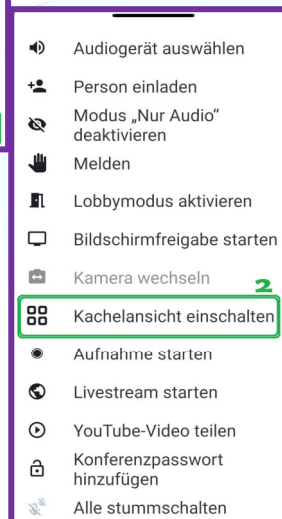 Audiogerät auswählen
Person einladen
Modus „Nur Audio“
deaktivieren
Melden
Lobbymodus aktivieren
Bildschirmfreigabe starten
Kamera wechseln
2
Kachelansicht einschalten
Aufnahme starten
Livestream starten
YouTube-Video teilen
Konferenzpasswort
hinzufügen
Alle stummschalten